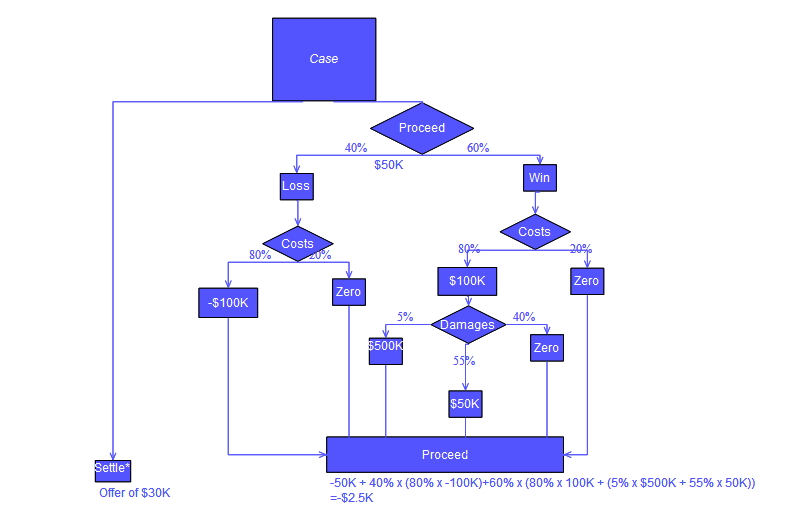 Case
Proceed
40% 60%
$50K
Loss Win
Costs Costs
80% 20% 80% 20%
-$100K Zero $100K Zero
Damages
5% 40%
$500K Zero
55%
$50K
Proceed
Settle*
Offer of $30K
-50K + 40% x (80% x -100K)+60% x (80% x 100K + (5% x $500K + 55% x 50K))
=-$2.5K